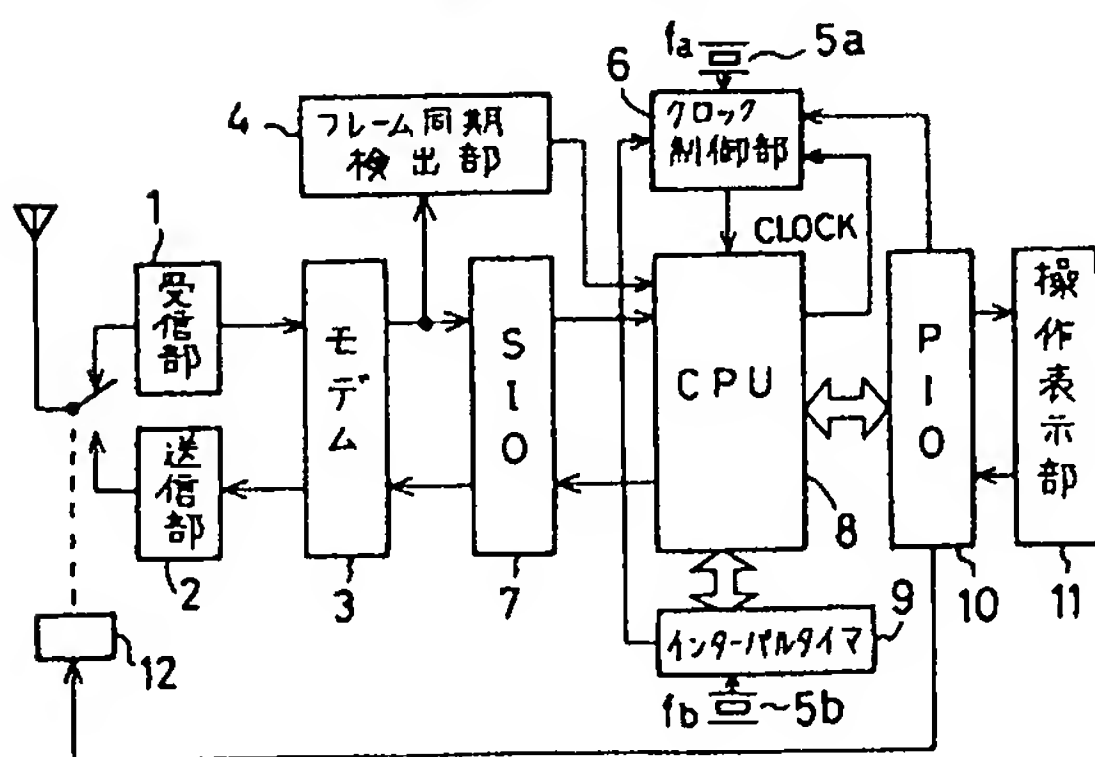 fa
5a
6
クロック
制御部
4
フレーム同期
検出部
CLOCK
1
受信部
モデム
SIO
CPU
PIO
操作表示部
送信部
2
3
7
8
10
11
12
インターバルタイマ
9
fb
5b